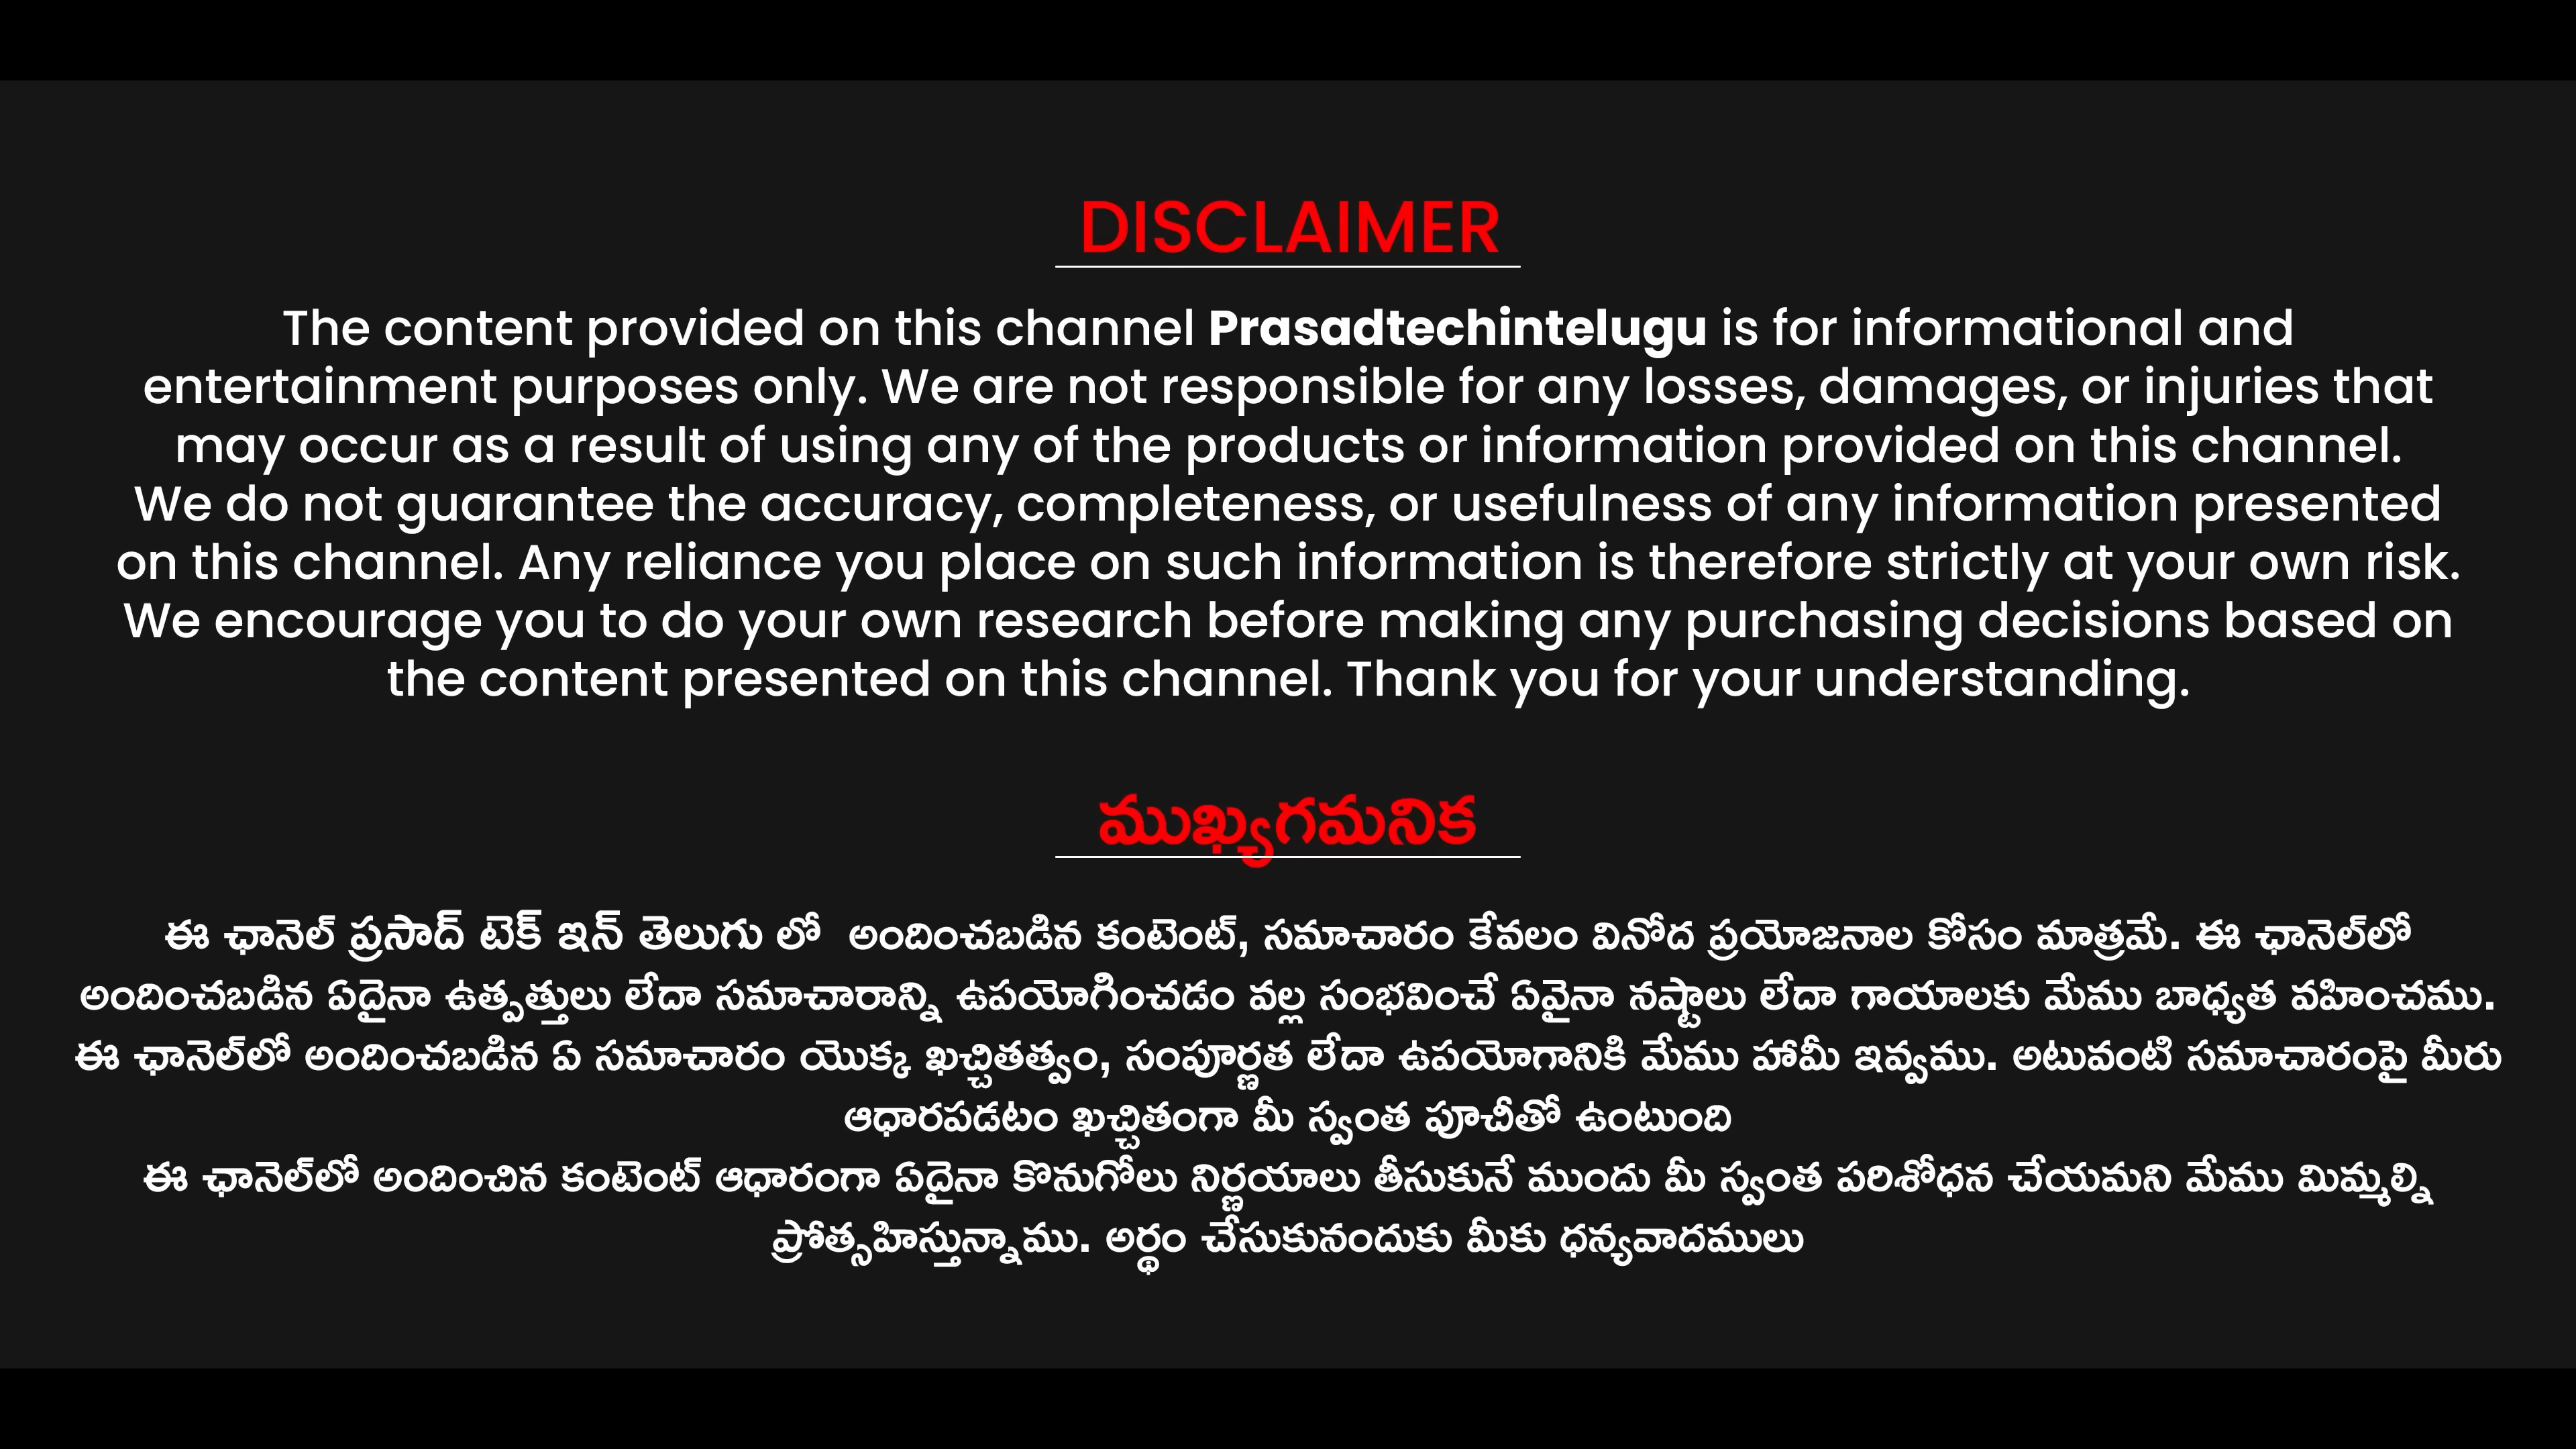 DISCLAIMER
The content provided on this channel Prasadtechintelugu is for informational and
entertainment purposes only. We are not responsible for any losses, damages, or injuries that
may occur as a result of using any of the products or information provided on this channel.
We do not guarantee the accuracy, completeness, or usefulness of any information presented
on this channel. Any reliance you place on such information is therefore strictly at your own risk.
We encourage you to do your own research before making any purchasing decisions based on
the content presented on this channel. Thank you for your understanding.
ముఖ్యగమనిక
ఈ ఛానెల్ ప్రసాద్ టెక్ ఇన్ తెలుగు లో అందించబడిన కంటెంట్, సమాచారం కేవలం వినోద ప్రయోజనాల కోసం మాత్రమే. ఈ ఛానెల్‌లో
అందించబడిన ఏదైనా ఉత్పత్తులు లేదా సమాచారాన్ని ఉపయోగించడం వల్ల సంభవించే ఏవైనా నష్టాలు లేదా గాయాలకు మేము బాధ్యత వహించము.
ఈ ఛానెల్‌లో అందించబడిన ఏ సమాచారం యొక్క ఖచ్చితత్వం, సంపూర్ణత లేదా ఉపయోగానికి మేము హామీ ఇవ్వము. అటువంటి సమాచారంపై మీరు
ఆధారపడటం ఖచ్చితంగా మీ స్వంత పూచీతో ఉంటుంది
ఈ ఛానెల్‌లో అందించిన కంటెంట్ ఆధారంగా ఏదైనా కొనుగోలు నిర్ణయాలు తీసుకునే ముందు మీ స్వంత పరిశోధన చేయమని మేము మిమ్మల్ని
ప్రోత్సహిస్తున్నాము. అర్థం చేసుకునందుకు మీకు ధన్యవాదములు